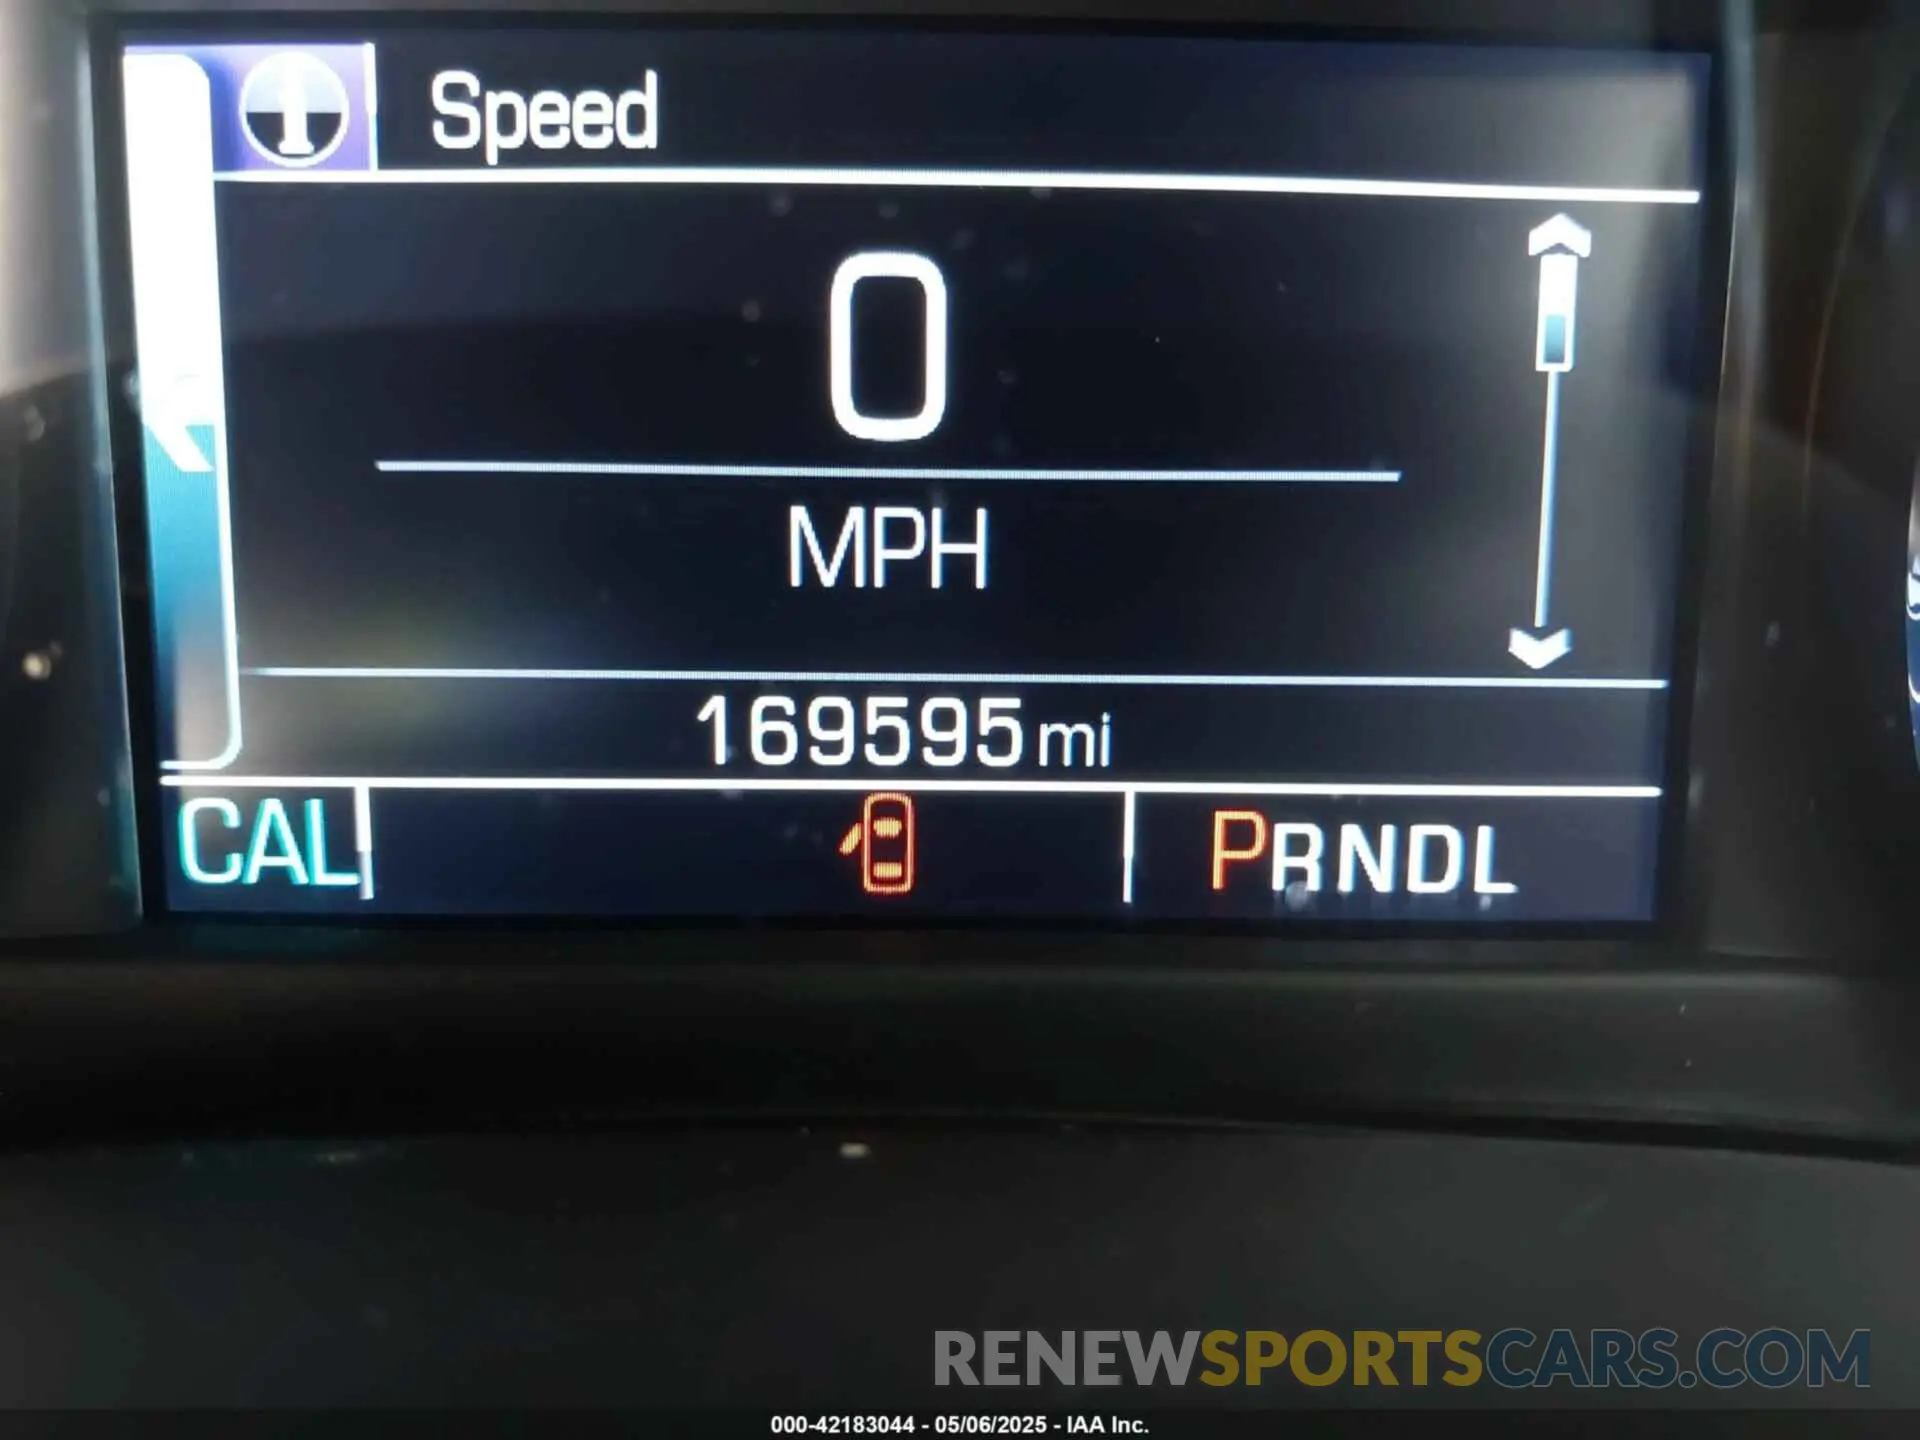 Speed
0
MPH
169595 mi
CAL PRNDL
RENEWSPORTSCARS.COM
000-42183044 - 05/06/2025 - IAA Inc.